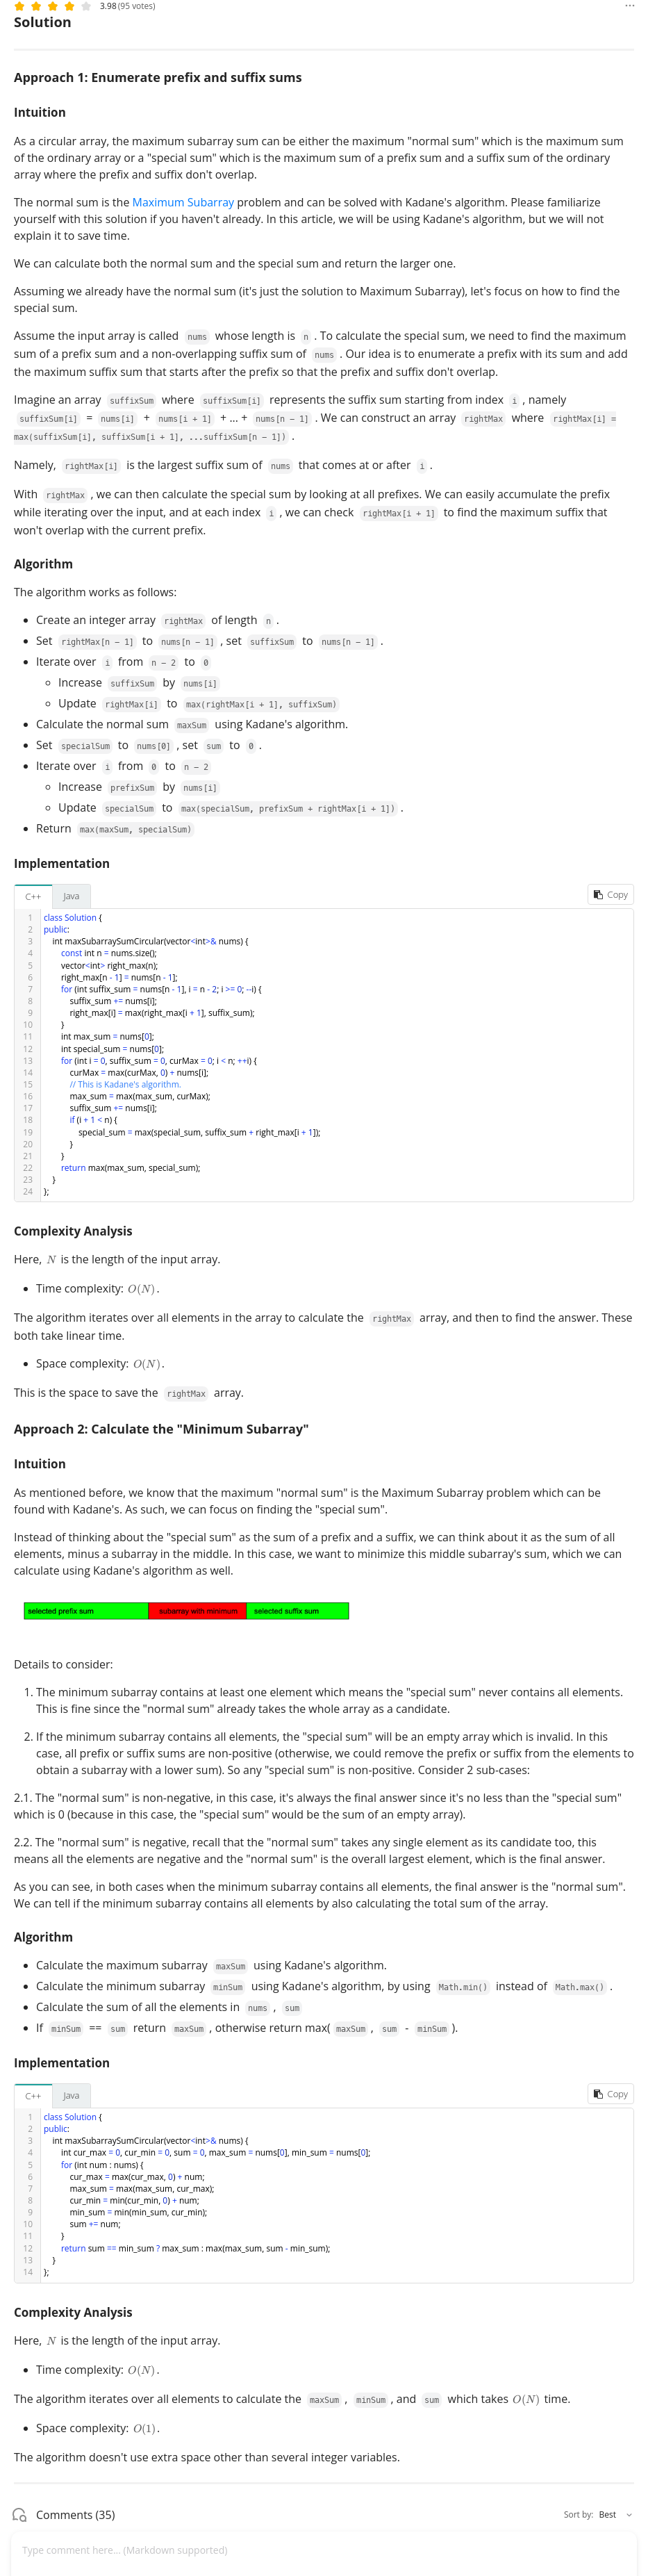 3.98 (95 votes)
Solution
Approach 1: Enumerate prefix and suffix sums
Intuition
As a circular array, the maximum subarray sum can be either the maximum "normal sum" which is the maximum sum
of the ordinary array or a "special sum" which is the maximum sum of a prefix sum and a suffix sum of the ordinary
array where the prefix and suffix don't overlap.
The normal sum is the Maximum Subarray problem and can be solved with Kadane's algorithm. Please familiarize
yourself with this solution if you haven't already. In this article, we will be using Kadane's algorithm, but we will not
explain it to save time.
We can calculate both the normal sum and the special sum and return the larger one.
Assuming we already have the normal sum (it's just the solution to Maximum Subarray), let's focus on how to find the
special sum.
Assume the input array is called nums whose length is n . To calculate the special sum, we need to find the maximum
sum of a prefix sum and a non-overlapping suffix sum of nums . Our idea is to enumerate a prefix with its sum and add
the maximum suffix sum that starts after the prefix so that the prefix and suffix don't overlap.
Imagine an array suffixSum where suffixSum[i] represents the suffix sum starting from index i , namely
suffixSum[i] = nums[i] + nums[i + 1] + ... + nums[n − 1] . We can construct an array rightMax where rightMax[i] =
max(suffixSum[i], suffixSum[i + 1], ...suffixSum[n − 1]) .
Namely, rightMax[i] is the largest suffix sum of nums that comes at or after i .
With rightMax , we can then calculate the special sum by looking at all prefixes. We can easily accumulate the prefix
while iterating over the input, and at each index i , we can check rightMax[i + 1] to find the maximum suffix that
won't overlap with the current prefix.
Algorithm
The algorithm works as follows:
• Create an integer array rightMax of length n .
• Set rightMax[n − 1] to nums[n − 1] , set suffixSum to nums[n − 1] .
• Iterate over i from n − 2 to 0
◦ Increase suffixSum by nums[i]
◦ Update rightMax[i] to max(rightMax[i + 1], suffixSum)
• Calculate the normal sum maxSum using Kadane's algorithm.
• Set specialSum to nums[0] , set sum to 0 .
• Iterate over i from 0 to n − 2
◦ Increase prefixSum by nums[i]
◦ Update specialSum to max(specialSum, prefixSum + rightMax[i + 1]) .
• Return max(maxSum, specialSum)
Implementation
C++ Java Copy
1 class Solution {
2 public:
3 int maxSubarraySumCircular(vector<int>& nums) {
4 const int n = nums.size();
5 vector<int> right_max(n);
6 right_max[n - 1] = nums[n - 1];
7 for (int suffix_sum = nums[n - 1], i = n - 2; i >= 0; --i) {
8 suffix_sum += nums[i];
9 right_max[i] = max(right_max[i + 1], suffix_sum);
10 }
11 int max_sum = nums[0];
12 int special_sum = nums[0];
13 for (int i = 0, suffix_sum = 0, curMax = 0; i < n; ++i) {
14 curMax = max(curMax, 0) + nums[i];
15 // This is Kadane's algorithm.
16 max_sum = max(max_sum, curMax);
17 suffix_sum += nums[i];
18 if (i + 1 < n) {
19 special_sum = max(special_sum, suffix_sum + right_max[i + 1]);
20 }
21 }
22 return max(max_sum, special_sum);
23 }
24 };
Complexity Analysis
Here, N is the length of the input array.
• Time complexity: O(N).
The algorithm iterates over all elements in the array to calculate the rightMax array, and then to find the answer. These
both take linear time.
• Space complexity: O(N).
This is the space to save the rightMax array.
Approach 2: Calculate the "Minimum Subarray"
Intuition
As mentioned before, we know that the maximum "normal sum" is the Maximum Subarray problem which can be
found with Kadane's. As such, we can focus on finding the "special sum".
Instead of thinking about the "special sum" as the sum of a prefix and a suffix, we can think about it as the sum of all
elements, minus a subarray in the middle. In this case, we want to minimize this middle subarray's sum, which we can
calculate using Kadane's algorithm as well.
selected prefix sum subarray with minimum selected suffix sum
Details to consider:
1. The minimum subarray contains at least one element which means the "special sum" never contains all elements.
This is fine since the "normal sum" already takes the whole array as a candidate.
2. If the minimum subarray contains all elements, the "special sum" will be an empty array which is invalid. In this
case, all prefix or suffix sums are non-positive (otherwise, we could remove the prefix or suffix from the elements to
obtain a subarray with a lower sum). So any "special sum" is non-positive. Consider 2 sub-cases:
2.1. The "normal sum" is non-negative, in this case, it's always the final answer since it's no less than the "special sum"
which is 0 (because in this case, the "special sum" would be the sum of an empty array).
2.2. The "normal sum" is negative, recall that the "normal sum" takes any single element as its candidate too, this
means all the elements are negative and the "normal sum" is the overall largest element, which is the final answer.
As you can see, in both cases when the minimum subarray contains all elements, the final answer is the "normal sum".
We can tell if the minimum subarray contains all elements by also calculating the total sum of the array.
Algorithm
• Calculate the maximum subarray maxSum using Kadane's algorithm.
• Calculate the minimum subarray minSum using Kadane's algorithm, by using Math.min() instead of Math.max() .
• Calculate the sum of all the elements in nums , sum
• If minSum == sum return maxSum , otherwise return max( maxSum , sum - minSum ).
Implementation
C++ Java Copy
1 class Solution {
2 public:
3 int maxSubarraySumCircular(vector<int>& nums) {
4 int cur_max = 0, cur_min = 0, sum = 0, max_sum = nums[0], min_sum = nums[0];
5 for (int num : nums) {
6 cur_max = max(cur_max, 0) + num;
7 max_sum = max(max_sum, cur_max);
8 cur_min = min(cur_min, 0) + num;
9 min_sum = min(min_sum, cur_min);
10 sum += num;
11 }
12 return sum == min_sum ? max_sum : max(max_sum, sum - min_sum);
13 }
14 };
Complexity Analysis
Here, N is the length of the input array.
• Time complexity: O(N).
The algorithm iterates over all elements to calculate the maxSum , minSum , and sum which takes O(N) time.
• Space complexity: O(1).
The algorithm doesn't use extra space other than several integer variables.
Comments (35) Sort by: Best
Type comment here... (Markdown supported)